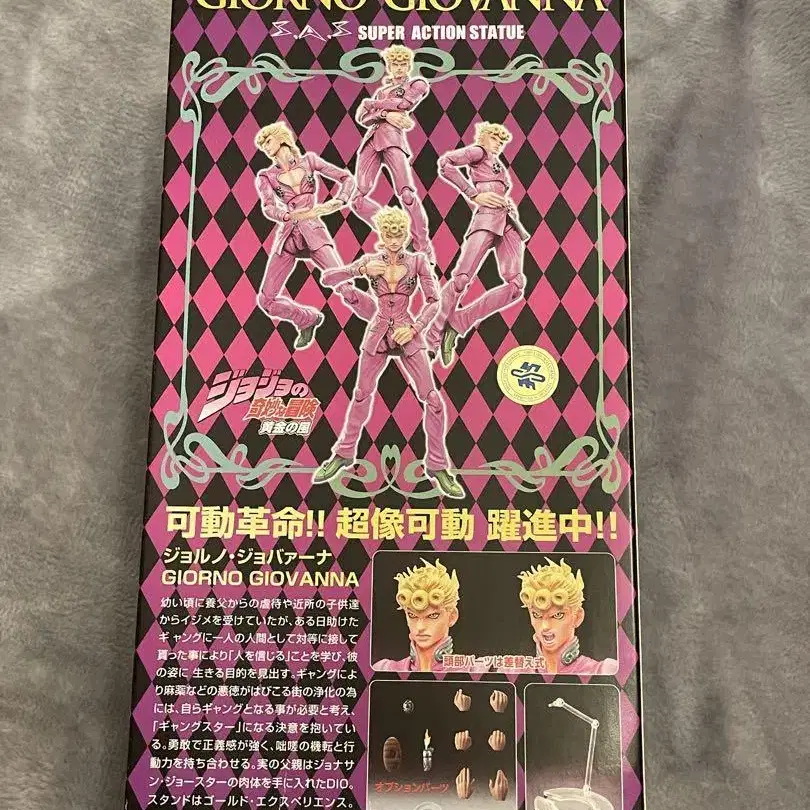 GIORNO GIOVANNA
S.A.S SUPER ACTION STATUE
ジョジョの
奇妙な冒険
黄金の風
可動革命!! 超像可動 躍進中!!
ジョルノ・ジョバァーナ
GIORNO GIOVANNA
幼い頃に養父からの虐待や近所の子供達
からイジメを受けていたが、ある日助けた
ギャングに一人の人間として対等に接して
貰った事により「人を信じる」ことを学び、彼
の姿に 生きる目的を見出す。ギャングによ
り麻薬などの悪徳がはびこる街の浄化の為
には、自らギャングとなる事が必要と考え、
「ギャングスター」になる決意を抱いてい
る。勇敢で正義感が強く、咄嗟の機転と行
動力を持ち合わせる。実の父親はジョナサ
ン・ジョースターの肉体を手に入れたDIO。
スタンドはゴールド・エクスペリエンス。
頭部パーツは差替え式
オプションパーツ